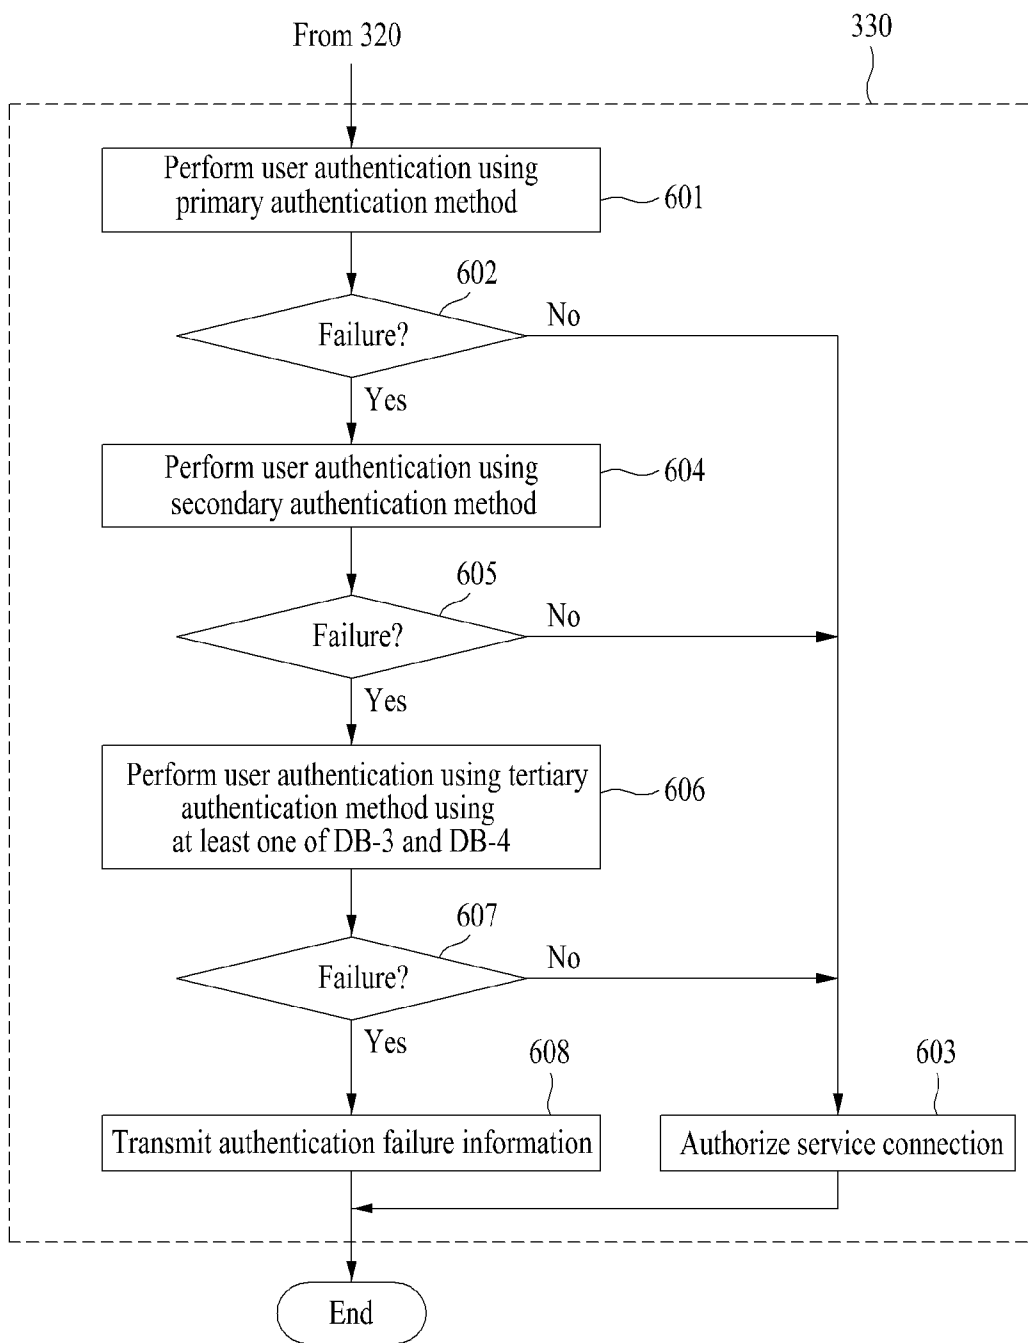 From 320
330
Perform user authentication using
primary authentication method
601
602
Failure?
No
Yes
Perform user authentication using
secondary authentication method
604
605
Failure?
No
Yes
Perform user authentication using tertiary
authentication method using
at least one of DB-3 and DB-4
606
607
Failure?
No
Yes
608
603
Transmit authentication failure information
Authorize service connection
End